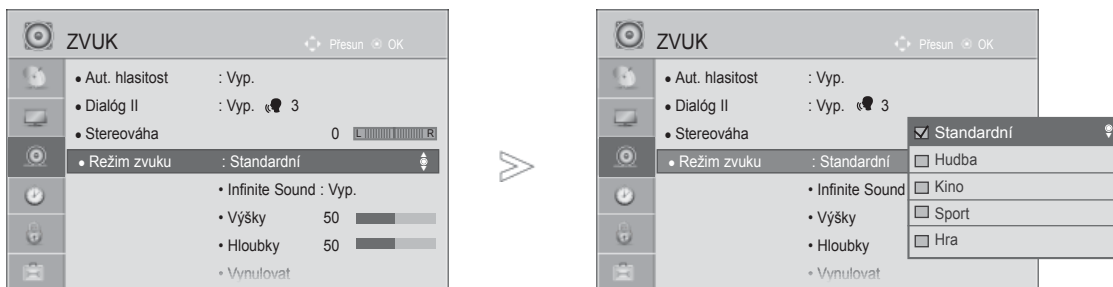 ZVUK
Přesun OK
• Aut. hlasitost : Vyp.
• Dialóg II : Vyp. 3
• Stereováha 0 L R
• Režim zvuku : Standardní
• Infinite Sound : Vyp.
• Výšky 50
• Hloubky 50
• Vynulovat
ZVUK
Přesun OK
• Aut. hlasitost : Vyp.
• Dialóg II : Vyp. 3
• Stereováha
• Režim zvuku : Standardní
• Infinite Sound
• Výšky
• Hloubky
• Vynulovat
Standardní
Hudba
Kino
Sport
Hra